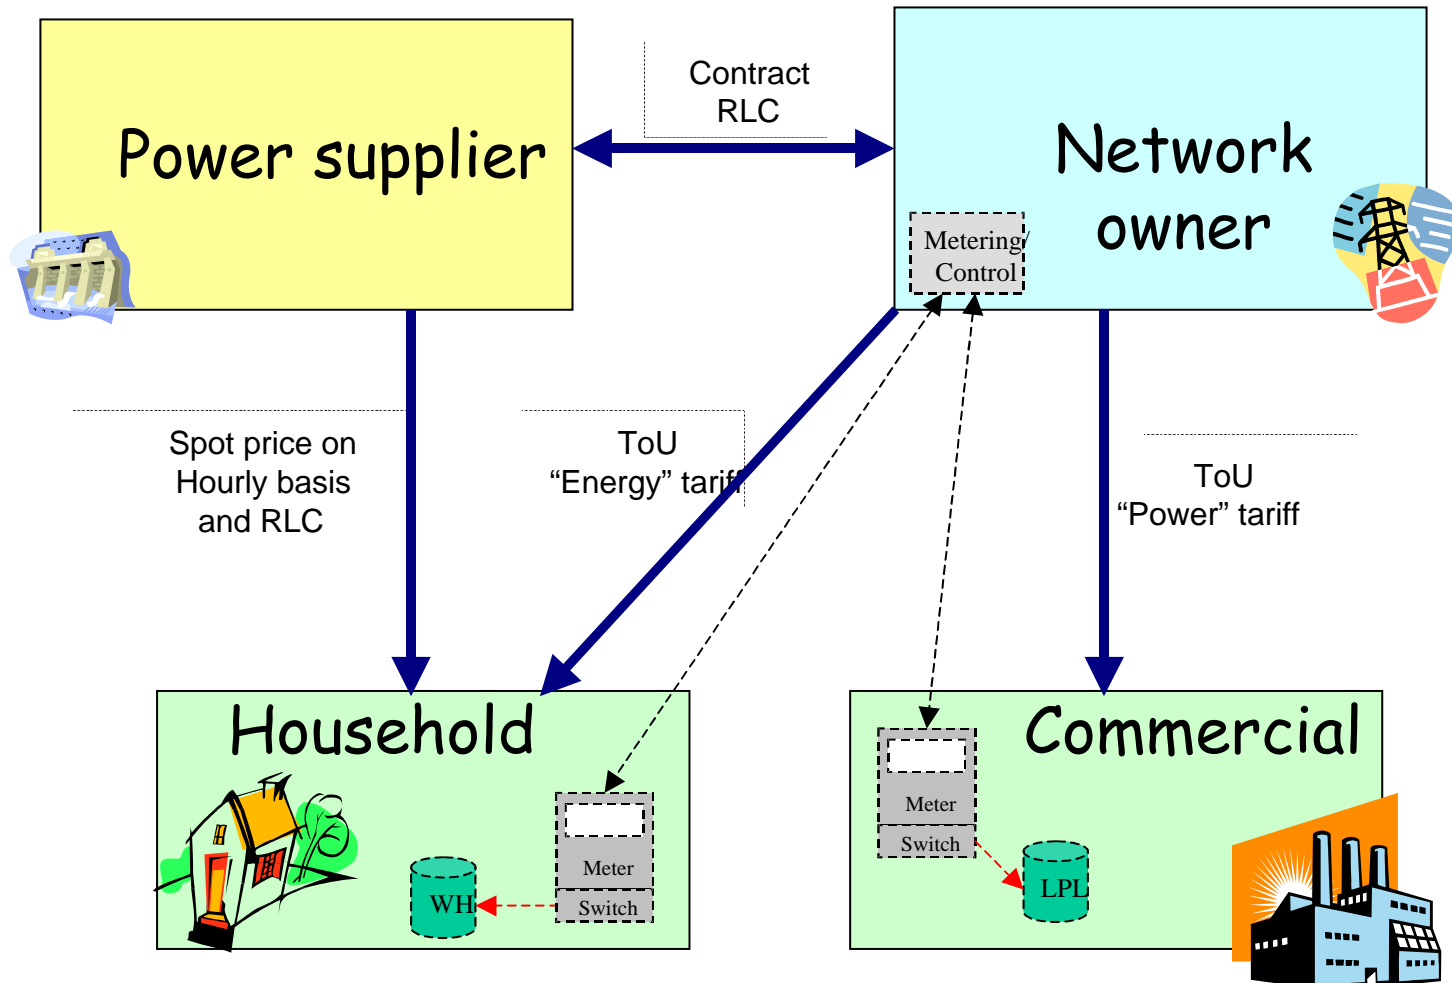 Power supplier
Contract
RLC
Network
owner
Metering/
Control
Spot price on
Hourly basis
and RLC
ToU
“Energy” tariff
ToU
“Power” tariff
Household
Meter
Switch
WH
Commercial
Meter
Switch
LPL